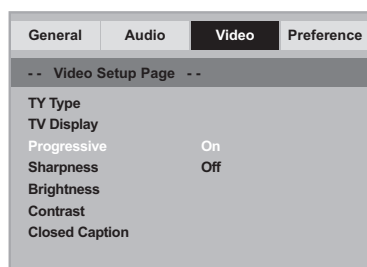 General Audio Video Preference
-- Video Setup Page --
TY Type
TV Display
Progressive On
Sharpness Off
Brightness
Contrast
Closed Caption